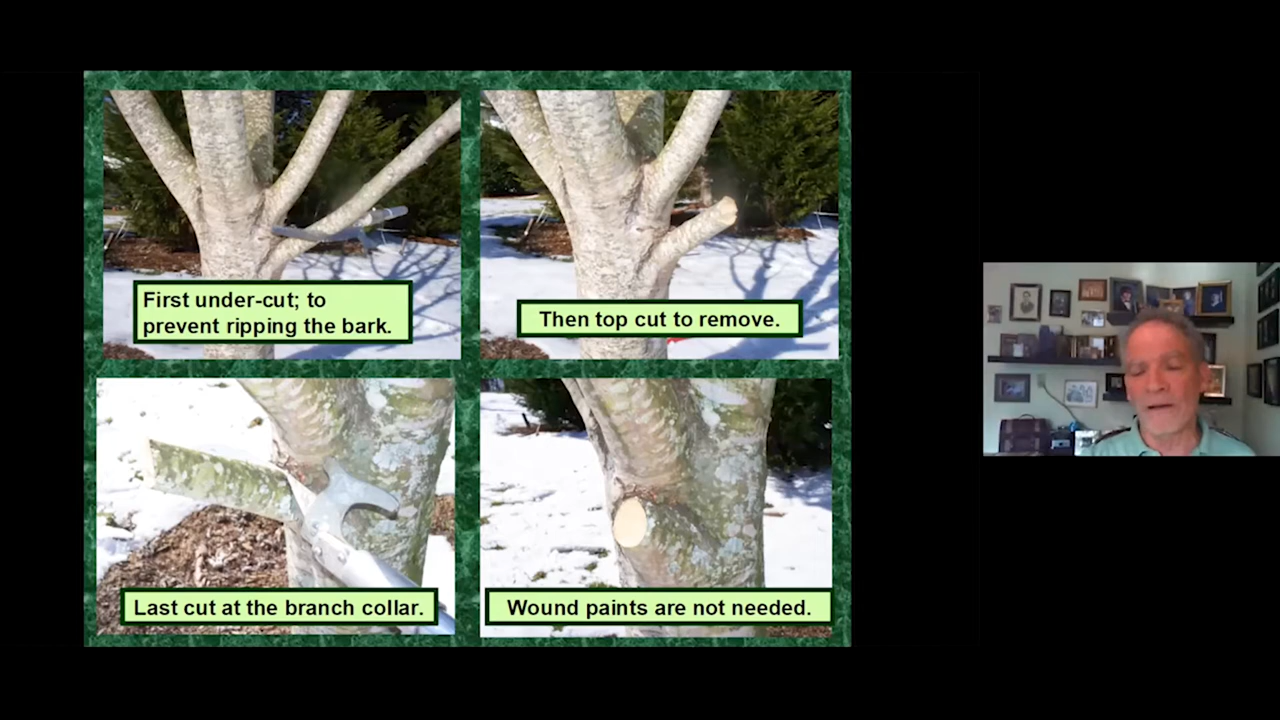 First under-cut; to
prevent ripping the bark.
Then top cut to remove.
Last cut at the branch collar.
Wound paints are not needed.